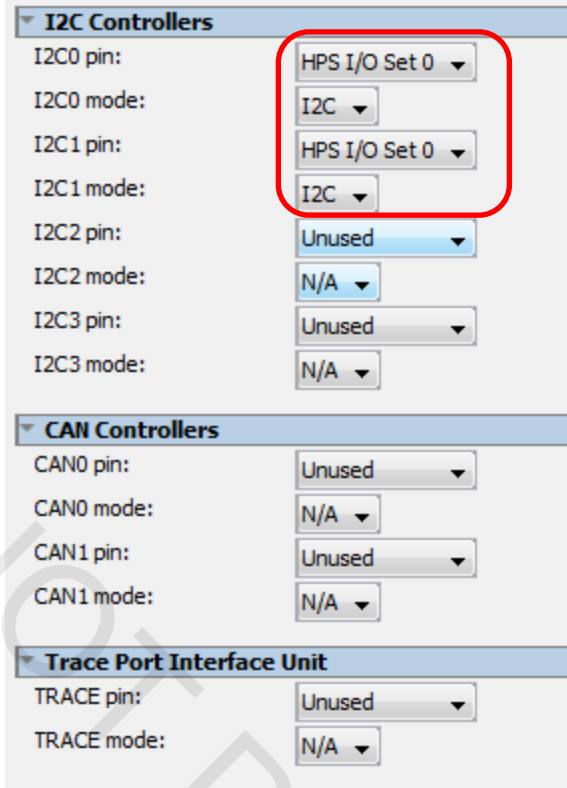 I2C Controllers
I2C0 pin: HPS I/O Set 0
I2C0 mode: I2C
I2C1 pin: HPS I/O Set 0
I2C1 mode: I2C
I2C2 pin: Unused
I2C2 mode: N/A
I2C3 pin: Unused
I2C3 mode: N/A
CAN Controllers
CAN0 pin: Unused
CAN0 mode: N/A
CAN1 pin: Unused
CAN1 mode: N/A
Trace Port Interface Unit
TRACE pin: Unused
TRACE mode: N/A